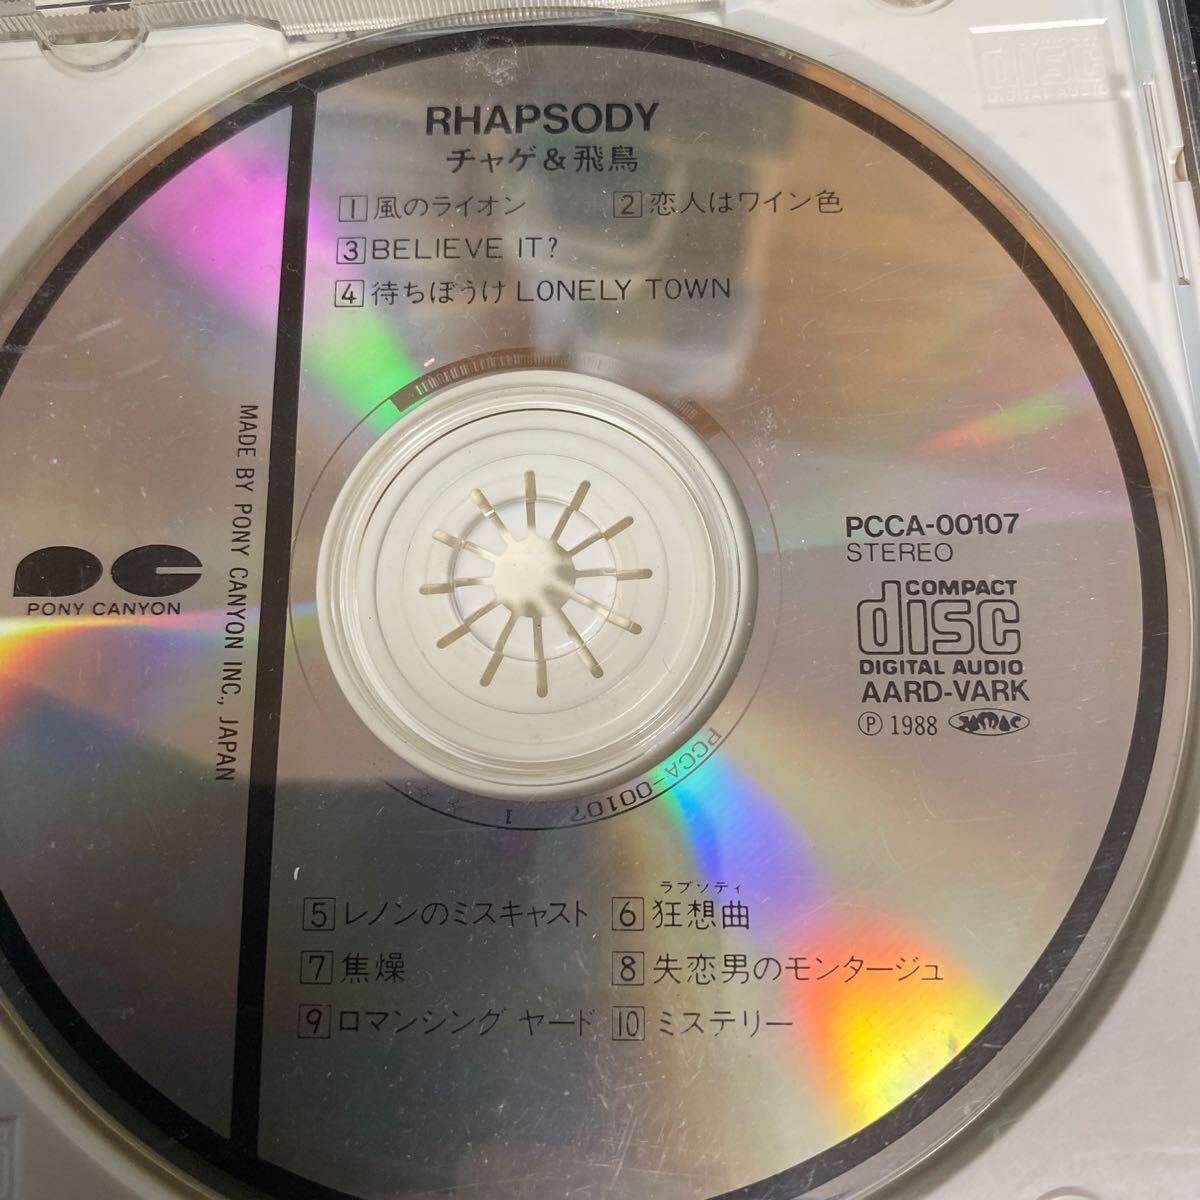 RHAPSODY
チャゲ&飛鳥
1 風のライオン 2 恋人はワイン色
3 BELIEVE IT?
4 待ちぼうけ LONELY TOWN
MADE BY PONY CANYON INC., JAPAN
PONY CANYON
PCCA-00107
STEREO
COMPACT
disc
DIGITAL AUDIO
AARD-VARK
Ⓟ 1988 JASRAC
PCCA-00107 1
ラプソディ
5 レノンのミスキャスト 6 狂想曲
7 焦燥 8 失恋男のモンタージュ
9 ロマンシング ヤード 10 ミステリー
disc
DIGITAL AUDIO